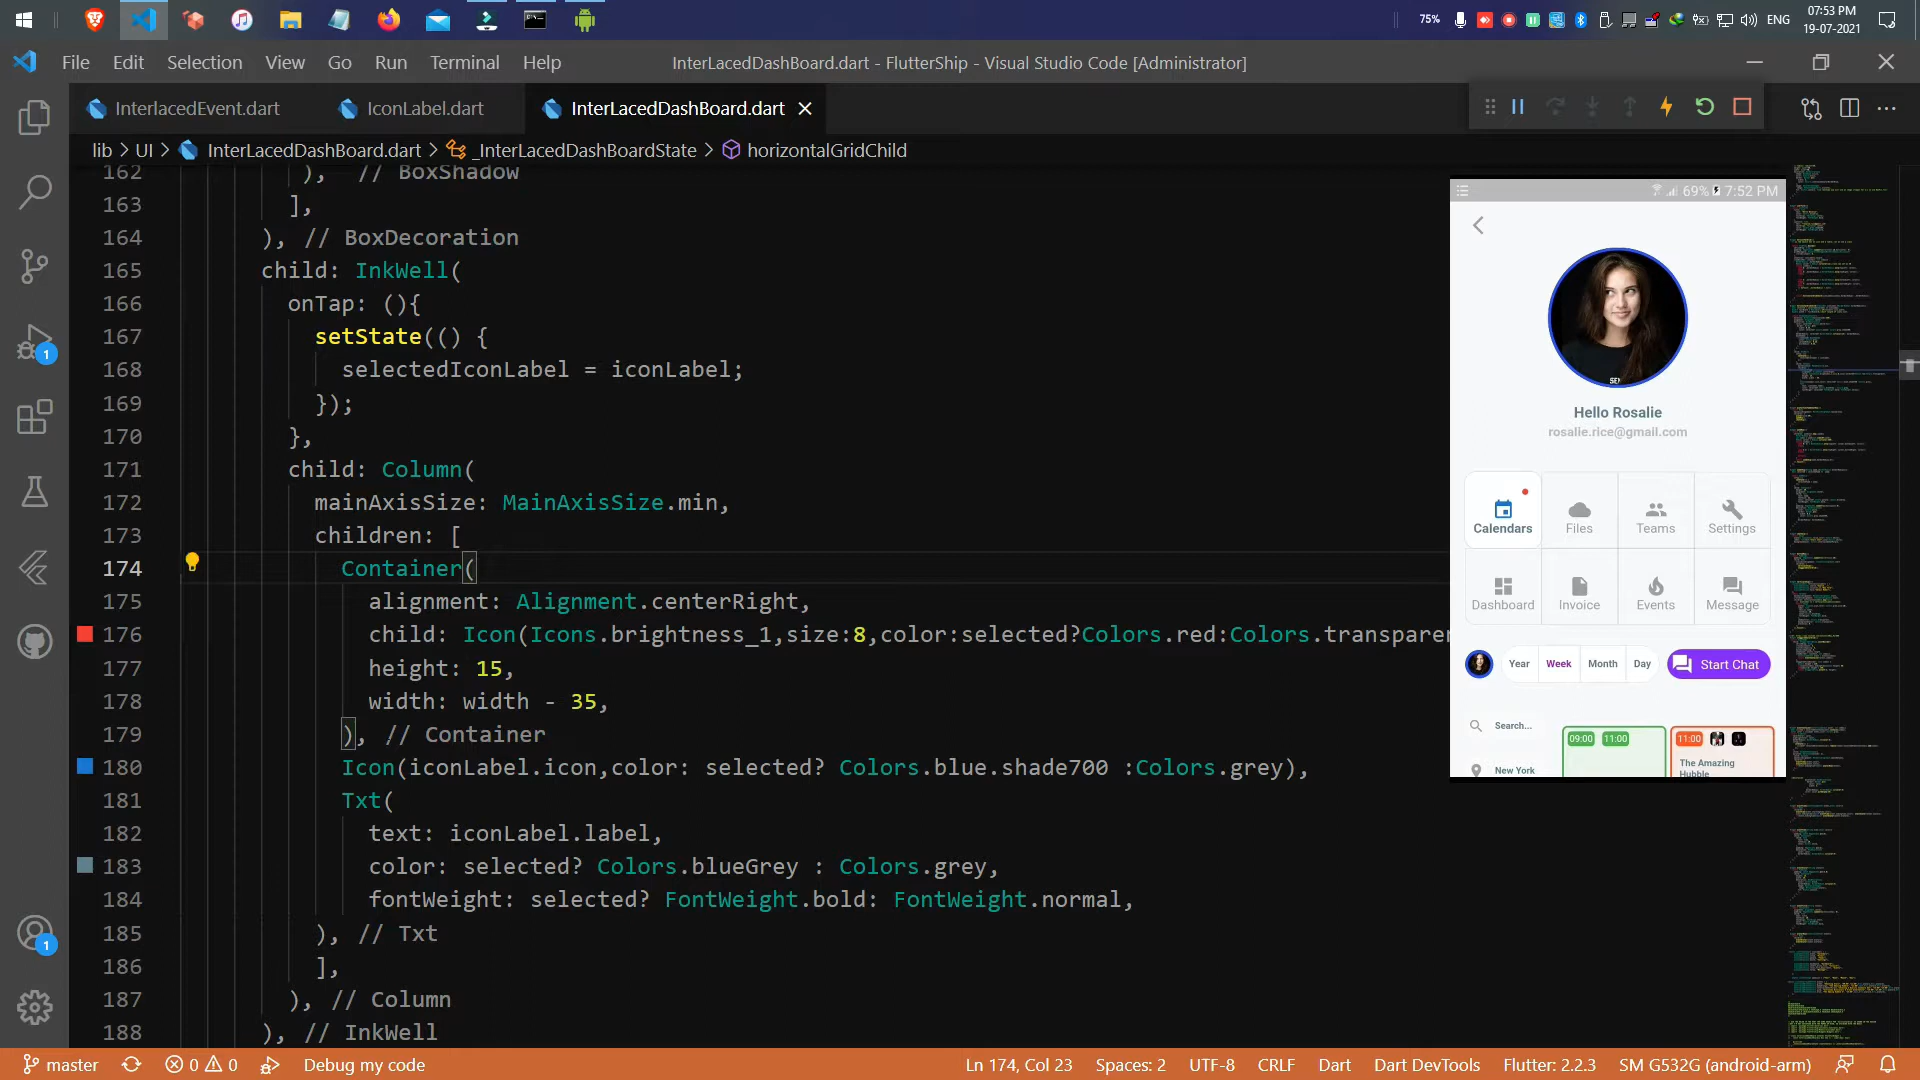 75%
ENG
07:53 PM
19-07-2021
File Edit Selection View Go Run Terminal Help
InterLacedDashBoard.dart - FlutterShip - Visual Studio Code [Administrator]
InterlacedEvent.dart
IconLabel.dart
InterLacedDashBoard.dart
lib > UI > InterLacedDashBoard.dart > _InterLacedDashBoardState > horizontalGridChild
162 ), // BoxShadow
163 ],
164 ), // BoxDecoration
165 child: InkWell(
166 onTap: (){
167 setState(() {
168 selectedIconLabel = iconLabel;
169 });
170 },
171 child: Column(
172 mainAxisSize: MainAxisSize.min,
173 children: [
174 Container(
175 alignment: Alignment.centerRight,
176 child: Icon(Icons.brightness_1,size:8,color:selected?Colors.red:Colors.transparen
177 height: 15,
178 width: width - 35,
179 ), // Container
180 Icon(iconLabel.icon,color: selected? Colors.blue.shade700 :Colors.grey),
181 Txt(
182 text: iconLabel.label,
183 color: selected? Colors.blueGrey : Colors.grey,
184 fontWeight: selected? FontWeight.bold: FontWeight.normal,
185 ), // Txt
186 ],
187 ), // Column
188 ), // InkWell
69% 7:52 PM
SEN
Hello Rosalie
rosalie.rice@gmail.com
Calendars Files Teams Settings
Dashboard Invoice Events Message
Year Week Month Day Start Chat
Search...
09:00 11:00
11:00
The Amazing
Hubble
New York
1
1
master
0 0
Debug my code
Ln 174, Col 23
Spaces: 2
UTF-8
CRLF
Dart
Dart DevTools
Flutter: 2.2.3
SM G532G (android-arm)